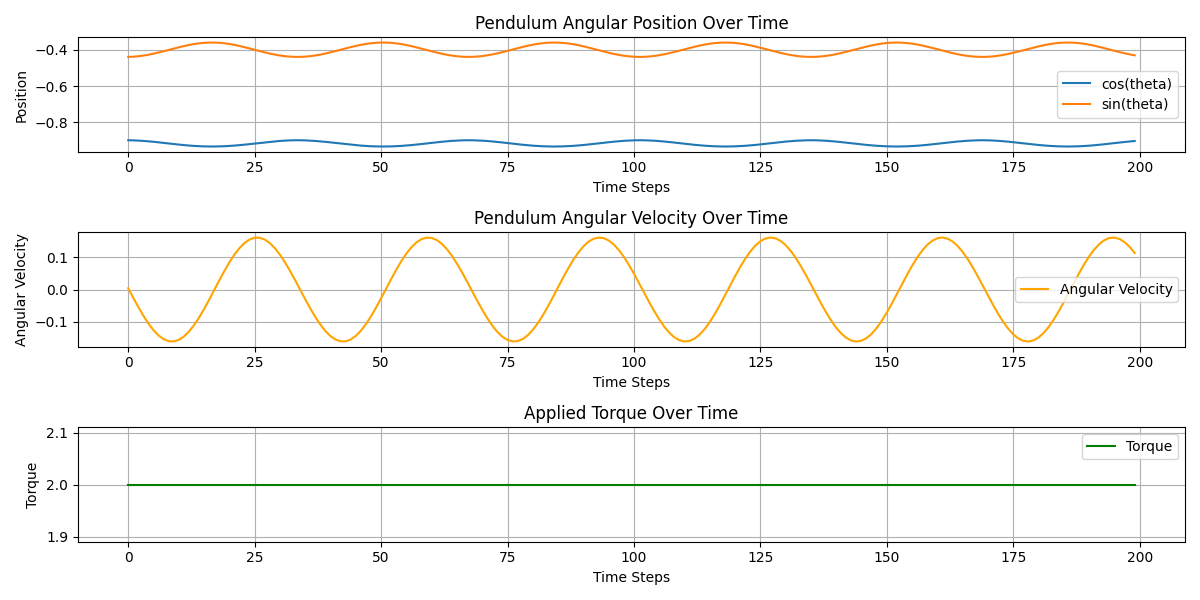 Pendulum Angular Position Over Time
Position
−0.4
−0.6
−0.8
cos(theta)
sin(theta)
0 25 50 75 100 125 150 175 200
Time Steps
Pendulum Angular Velocity Over Time
Angular Velocity
0.1
0.0
−0.1
Angular Velocity
0 25 50 75 100 125 150 175 200
Time Steps
Applied Torque Over Time
Torque
2.1
2.0
1.9
Torque
0 25 50 75 100 125 150 175 200
Time Steps